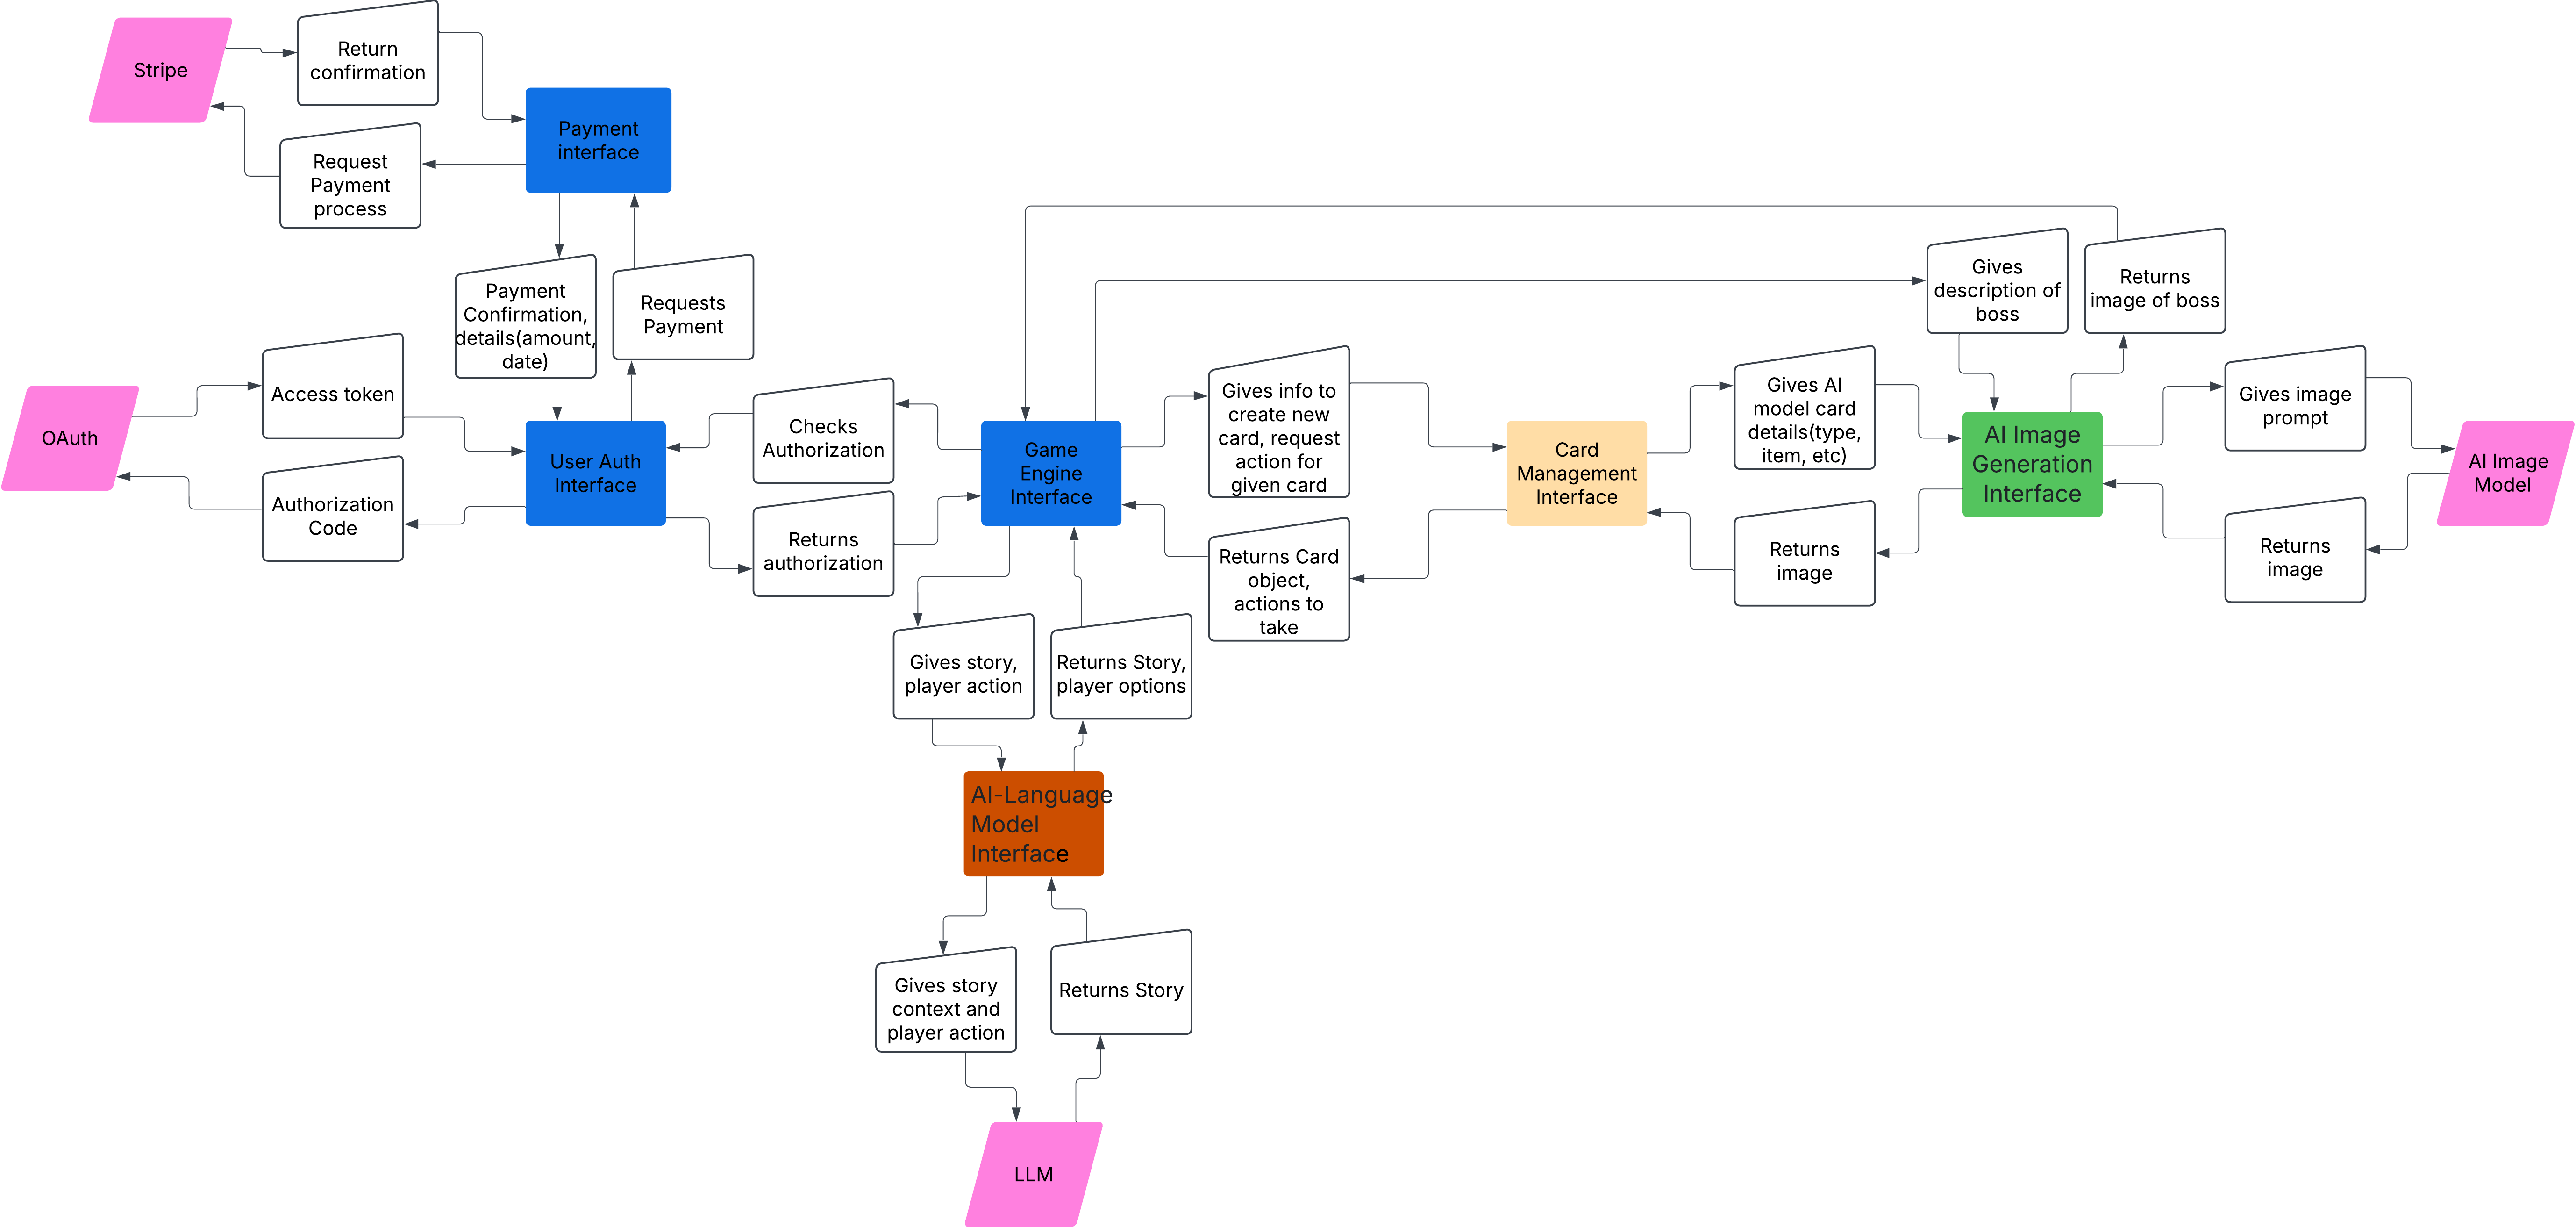 Stripe
Return
confirmation
Request
Payment
process
Payment
interface
Payment
Confirmation,
details(amount,
date)
Requests
Payment
OAuth
Access token
Authorization
Code
User Auth
Interface
Checks
Authorization
Returns
authorization
Game
Engine
Interface
Gives info to
create new
card, request
action for
given card
Returns Card
object,
actions to
take
Card
Management
Interface
Gives AI
model card
details(type,
item, etc)
Returns
image
Gives
description of
boss
Returns
image of boss
AI Image
Generation
Interface
Gives image
prompt
Returns
image
AI Image
Model
Gives story,
player action
Returns Story,
player options
AI-Language
Model
Interface
Gives story
context and
player action
Returns Story
LLM